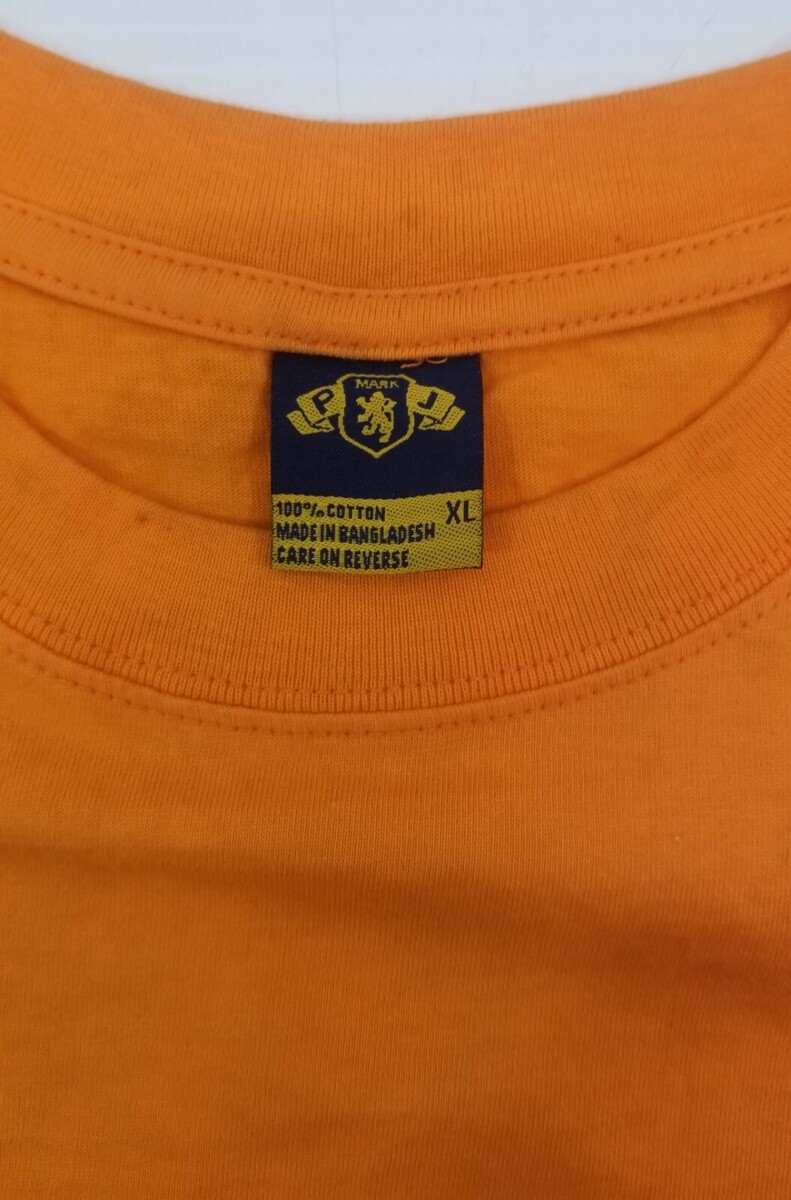 MARK
P J
100% COTTON XL
MADE IN BANGLADESH
CARE ON REVERSE